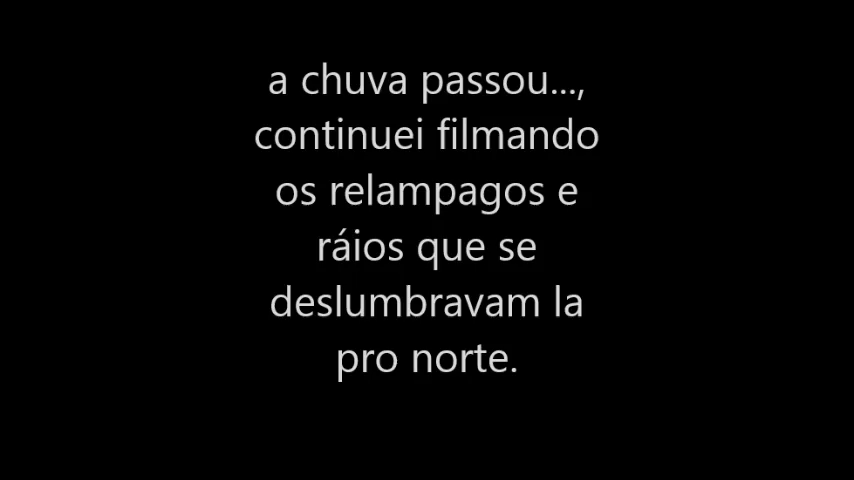 a chuva passou...,
continuei filmando
os relampagos e
ráios que se
deslumbravam la
pro norte.